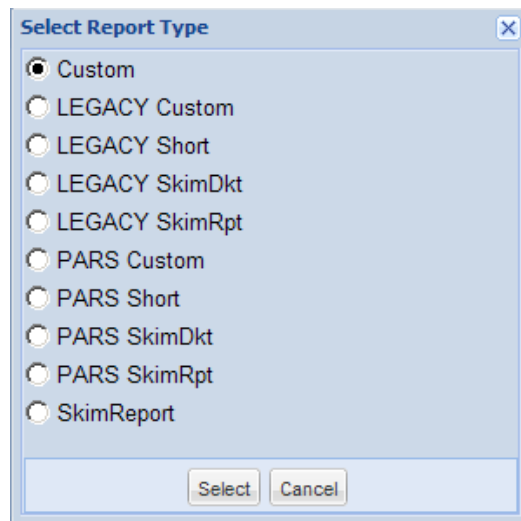 Select Report Type
Custom
LEGACY Custom
LEGACY Short
LEGACY SkimDkt
LEGACY SkimRpt
PARS Custom
PARS Short
PARS SkimDkt
PARS SkimRpt
SkimReport
Select Cancel